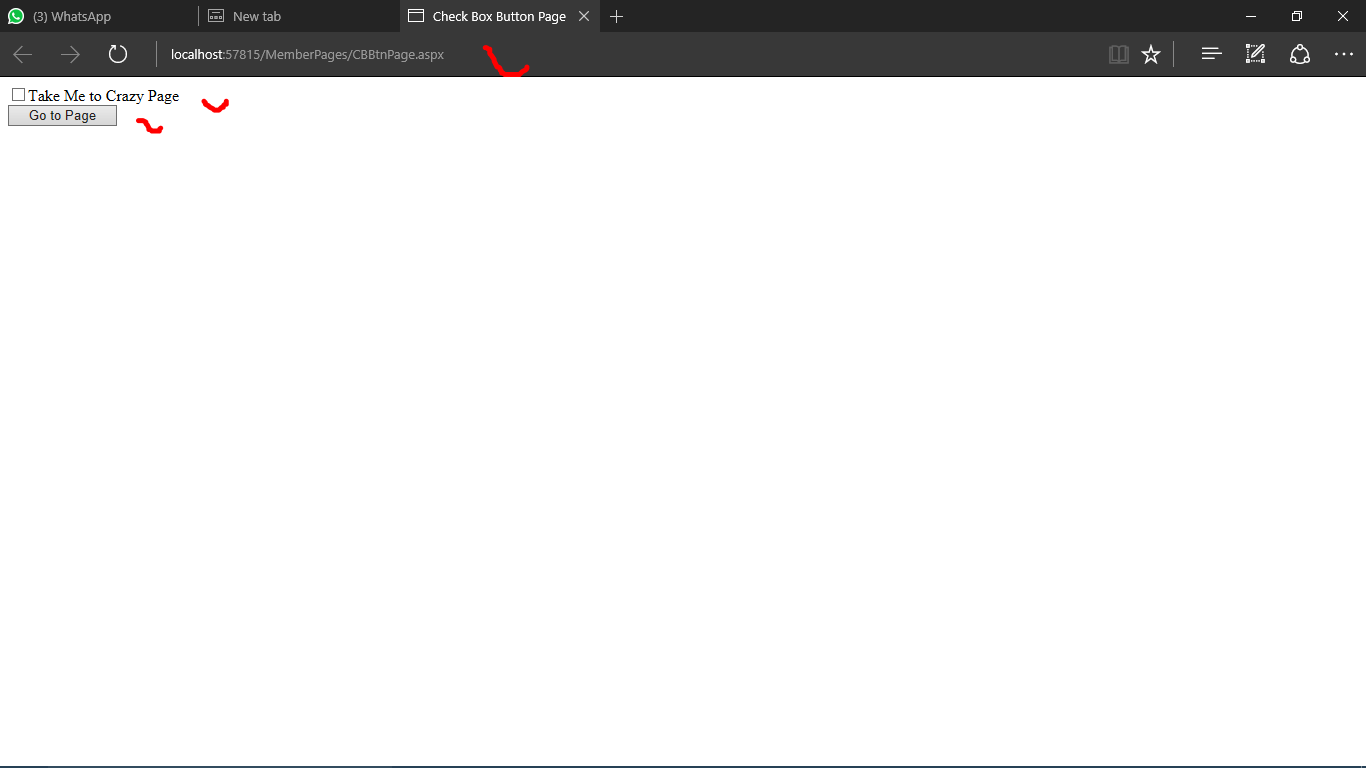 (3) WhatsApp
New tab
Check Box Button Page
localhost:57815/MemberPages/CBBtnPage.aspx
Take Me to Crazy Page
Go to Page